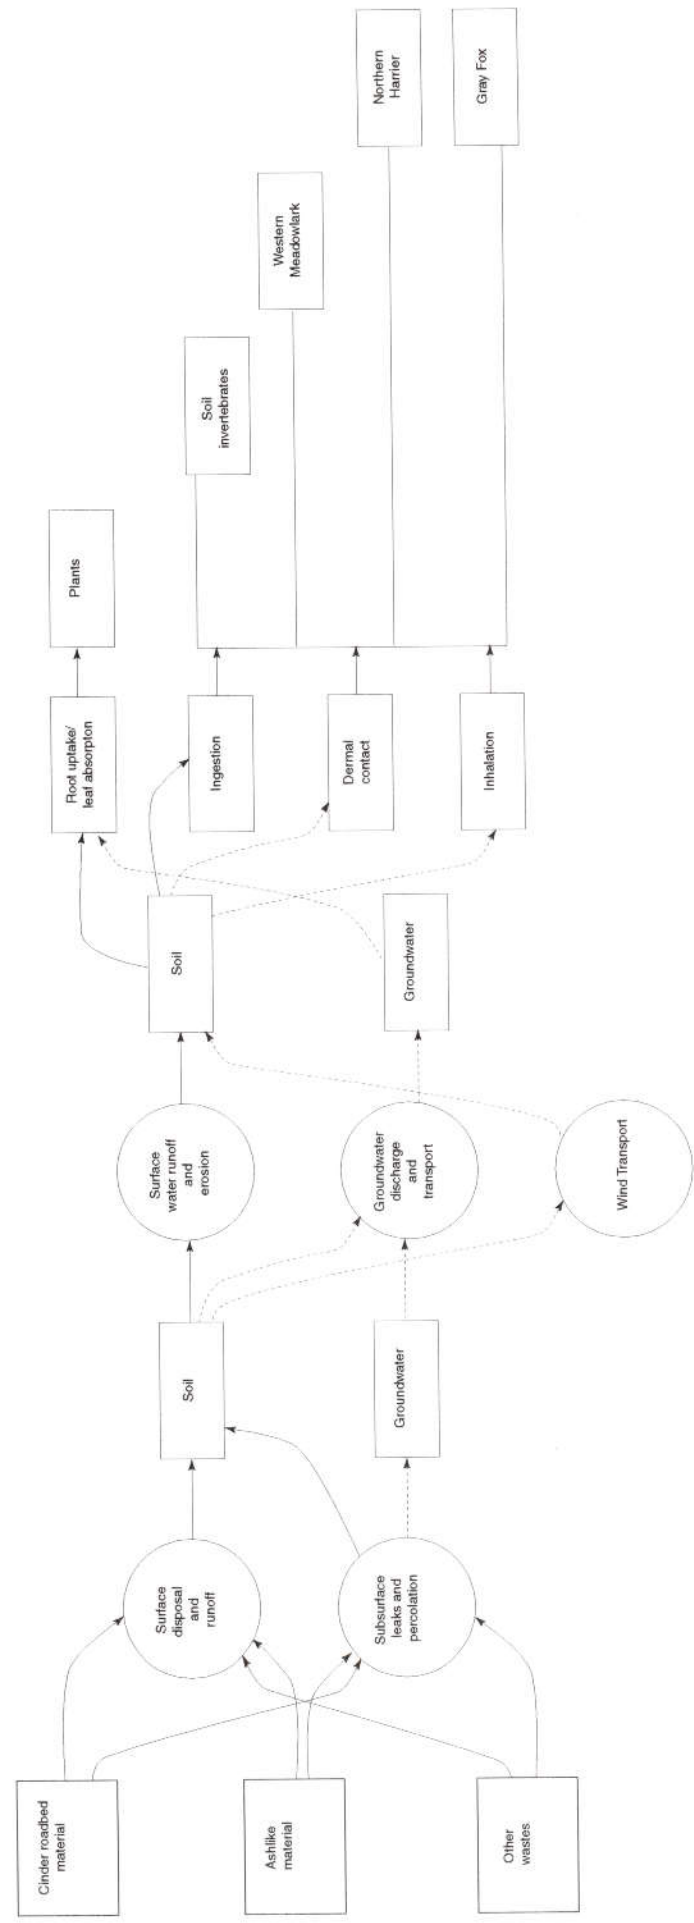 Cinder roadbed
material
Ashlike
material
Other
wastes
Surface
disposal
and
runoff
Subsurface
leaks and
percolation
Soil
Groundwater
Surface
water runoff
and
erosion
Groundwater
discharge
and
transport
Wind Transport
Soil
Groundwater
Root uptake/
leaf absorpton
Ingestion
Dermal
contact
Inhalation
Plants
Soil
invertebrates
Western
Meadowlark
Northern
Harrier
Gray Fox